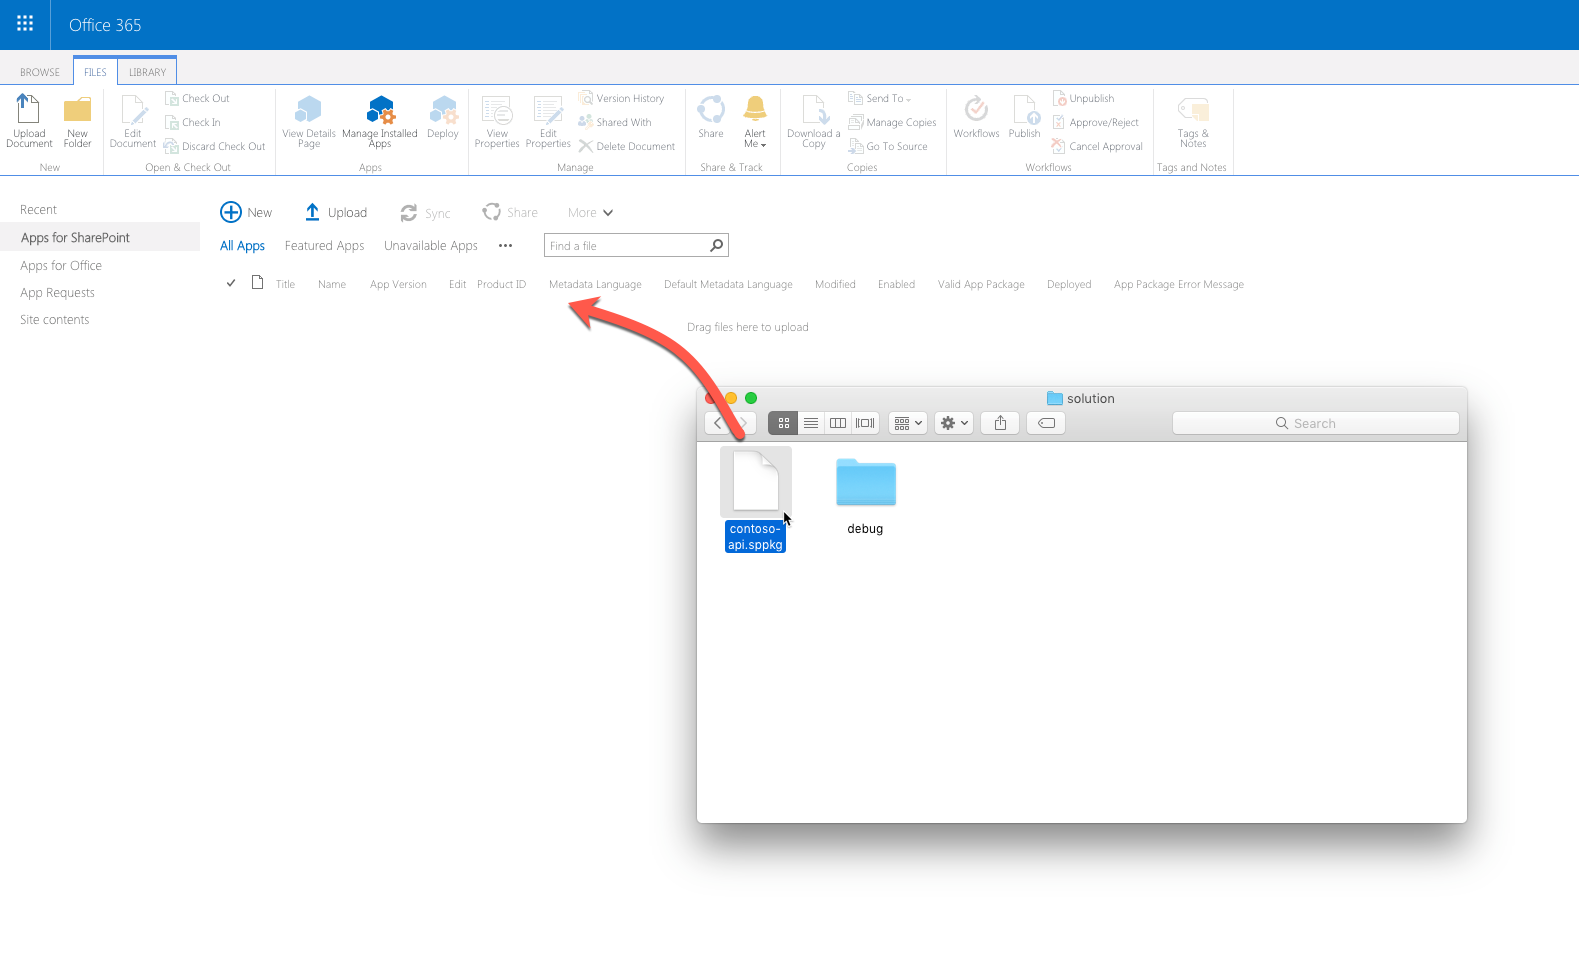 Office 365
BROWSE FILES LIBRARY
Upload Document
New Folder
New
Edit Document
Check Out
Check In
Discard Check Out
Open & Check Out
View Details Page
Manage Installed Apps
Deploy
Apps
View Properties
Edit Properties
Version History
Shared With
Delete Document
Manage
Share
Alert Me
Share & Track
Download a Copy
Send To
Manage Copies
Go To Source
Copies
Workflows
Publish
Unpublish
Approve/Reject
Cancel Approval
Workflows
Tags & Notes
Tags and Notes
Recent
Apps for SharePoint
Apps for Office
App Requests
Site contents
New Upload Sync Share More
All Apps Featured Apps Unavailable Apps ••• Find a file
Title Name App Version Edit Product ID Metadata Language Default Metadata Language Modified Enabled Valid App Package Deployed App Package Error Message
Drag files here to upload
solution
Search
contoso-
api.sppkg
debug